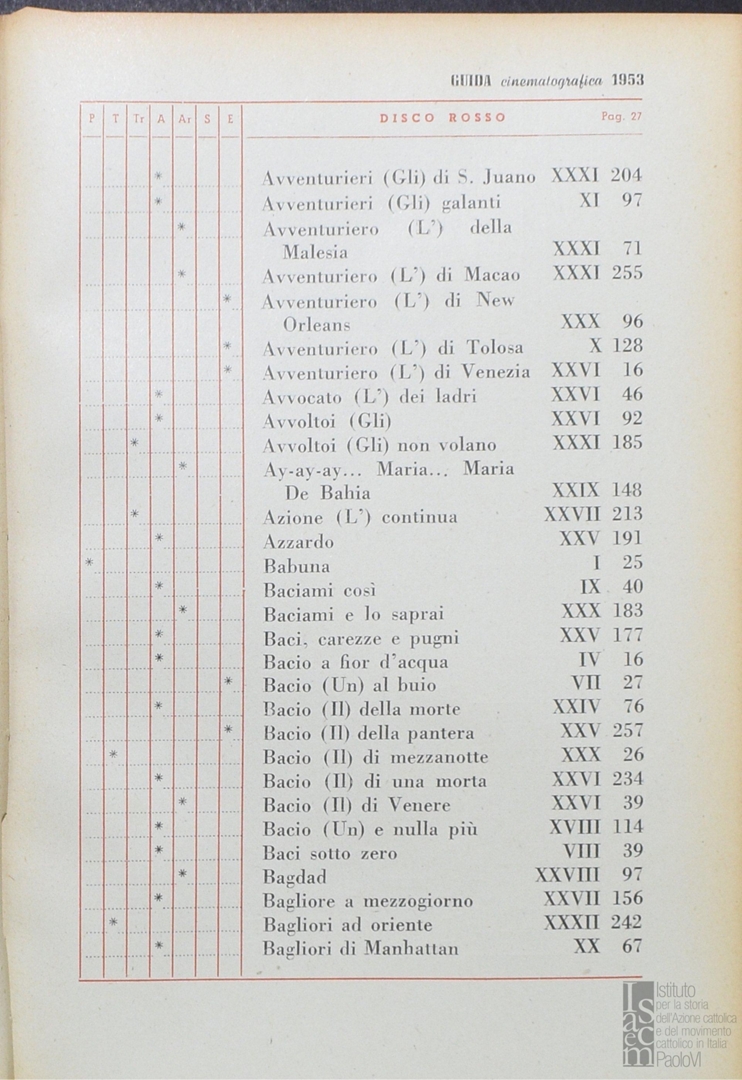 GUIDA cinematografica 1953
P T Tr A Ar S E DISCO ROSSO Pag. 27
* Avventurieri (Gli) di S. Juano XXXI 204
* Avventurieri (Gli) galanti XI 97
* Avventuriero (L') della
Malesia XXXI 71
* Avventuriero (L') di Macao XXXI 255
* Avventuriero (L') di New
Orleans XXX 96
* Avventuriero (L') di Tolosa X 128
* Avventuriero (L') di Venezia XXVI 16
* Avvocato (L') dei ladri XXVI 46
* Avvoltoi (Gli) XXVI 92
* Avvoltoi (Gli) non volano XXXI 185
* Ay-ay-ay... Maria... Maria
De Bahia XXIX 148
* Azione (L') continua XXVII 213
* Azzardo XXV 191
* Babuna I 25
* Baciami così IX 40
* Baciami e lo saprai XXX 183
* Baci, carezze e pugni XXV 177
* Bacio a fior d'acqua IV 16
* Bacio (Un) al buio VII 27
* Bacio (Il) della morte XXIV 76
* Bacio (Il) della pantera XXV 257
* Bacio (Il) di mezzanotte XXX 26
* Bacio (Il) di una morta XXVI 234
* Bacio (Il) di Venere XXVI 39
* Bacio (Un) e nulla più XVIII 114
* Baci sotto zero VIII 39
* Bagdad XXVIII 97
* Bagliore a mezzogiorno XXVII 156
* Bagliori ad oriente XXXII 242
* Bagliori di Manhattan XX 67
Isacem
Istituto
per la storia
dell'Azione cattolica
e del movimento
cattolico in Italia
PaoloVI